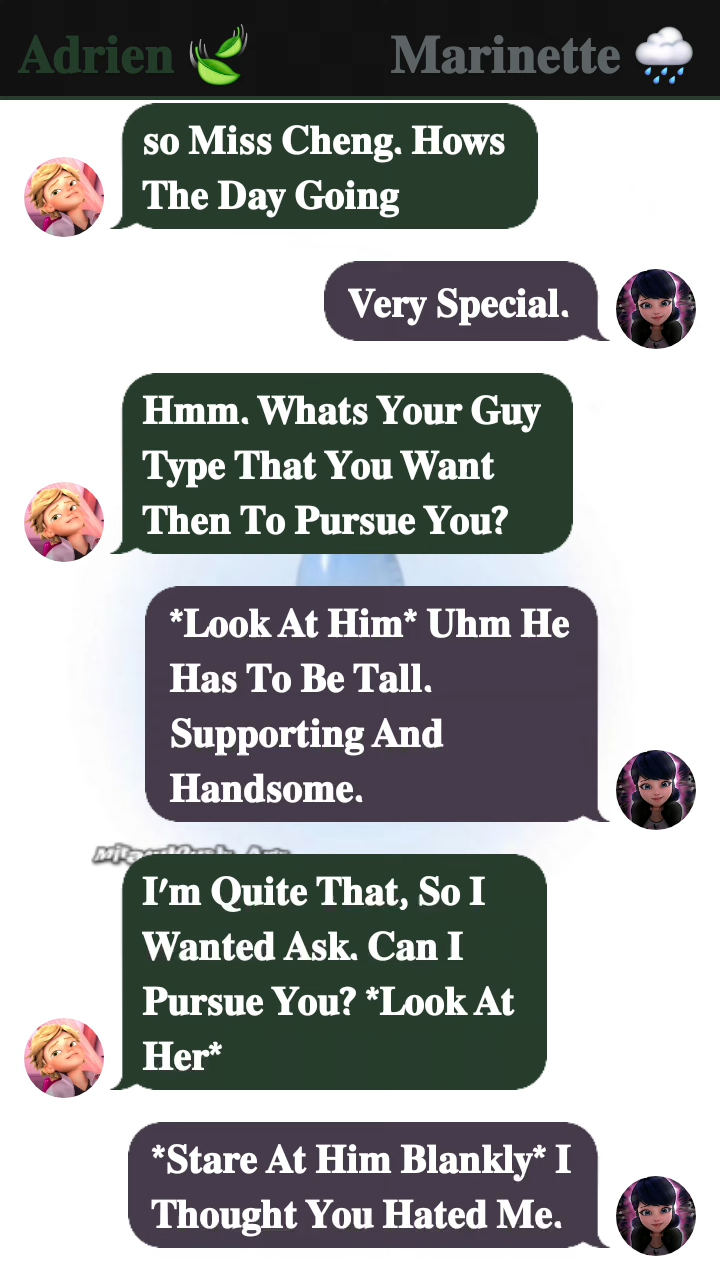 Adrien
Marinette
so Miss Cheng. Hows
The Day Going
Very Special.
Hmm. Whats Your Guy
Type That You Want
Then To Pursue You?
*Look At Him* Uhm He
Has To Be Tall.
Supporting And
Handsome.
I'm Quite That, So I
Wanted Ask. Can I
Pursue You? *Look At
Her*
*Stare At Him Blankly* I
Thought You Hated Me.